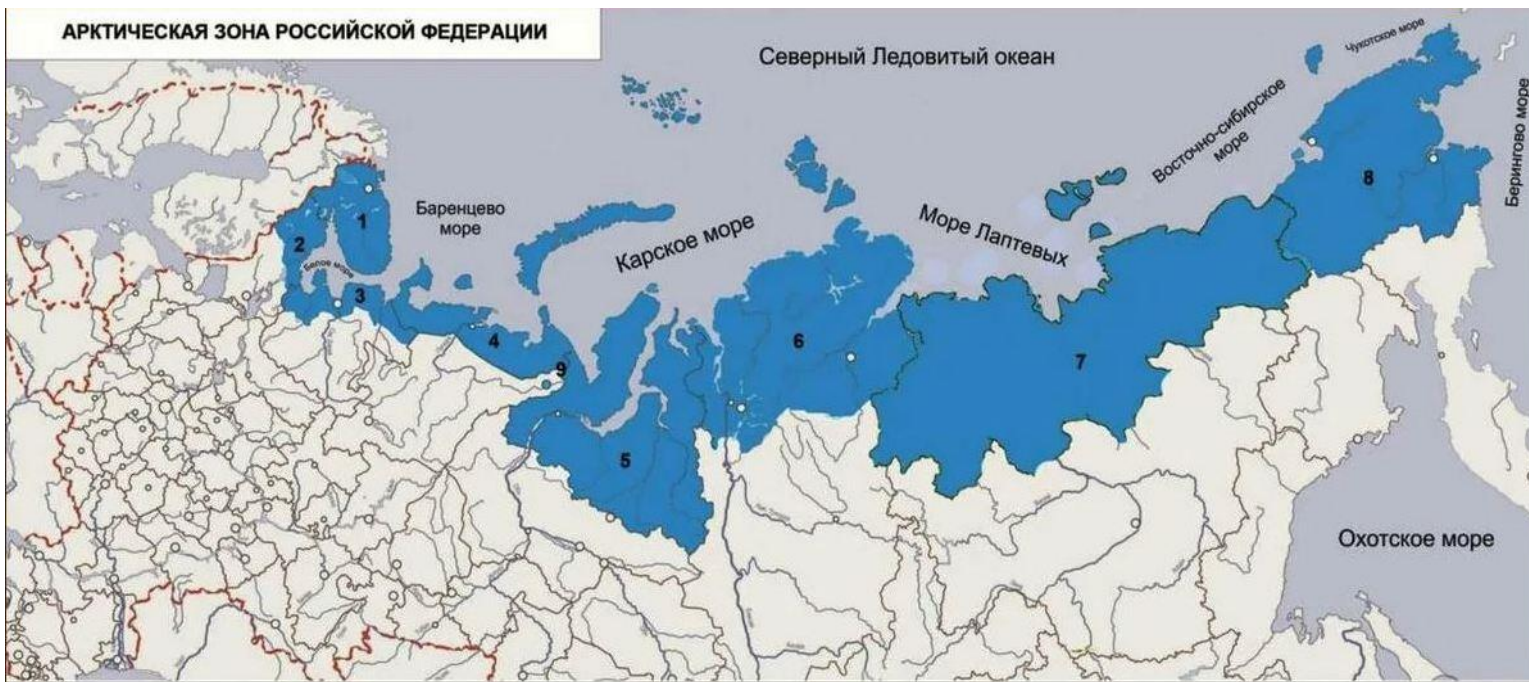 АРКТИЧЕСКАЯ ЗОНА РОССИЙСКОЙ ФЕДЕРАЦИИ
Северный Ледовитый океан
Чукотское море
Восточно-сибирское
море
Берингово море
Баренцево
море
Карское море
Море Лаптевых
Белое море
Охотское море
1
2
3
4
9
5
6
7
8